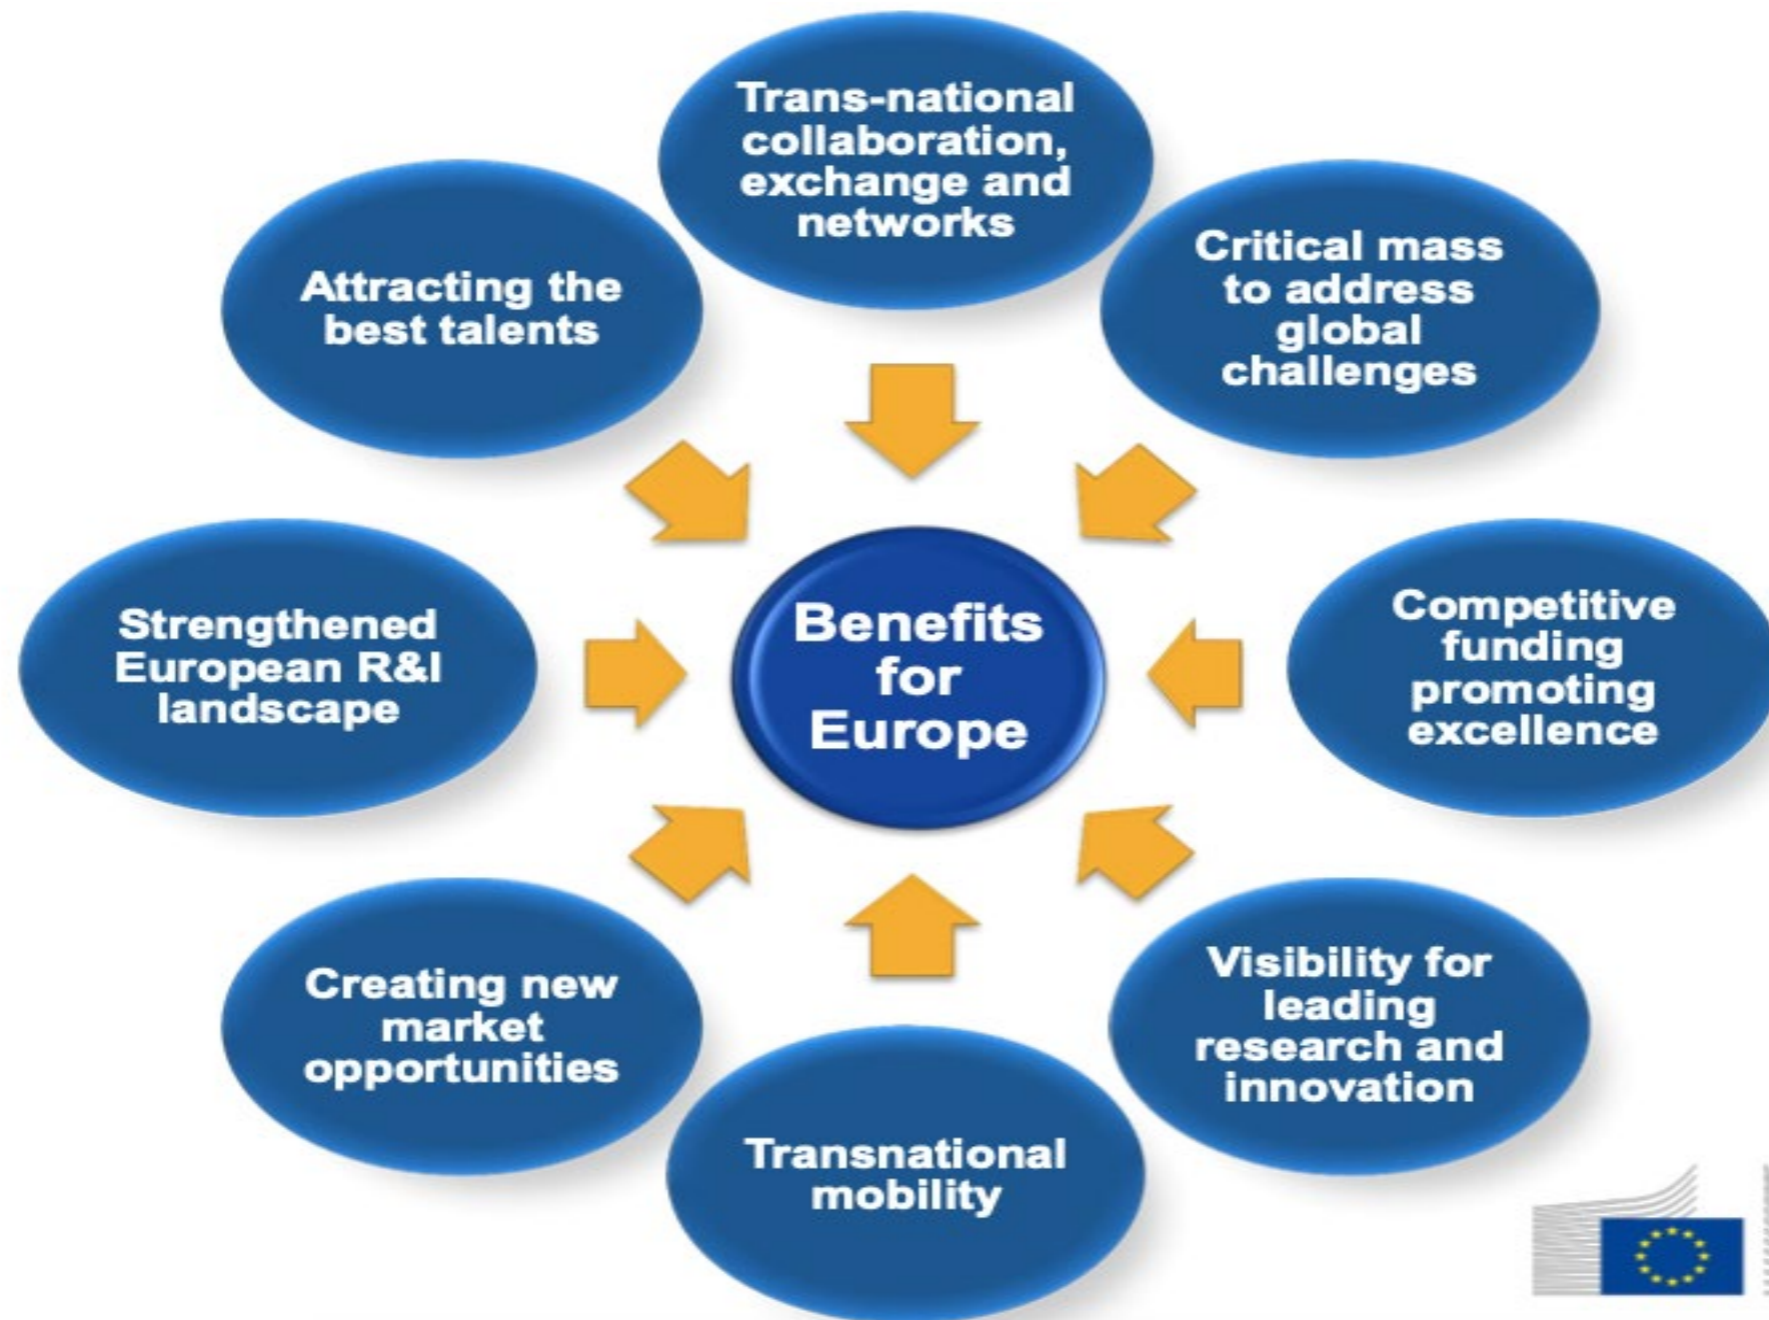 Trans-national
collaboration,
exchange and
networks
Critical mass
to address
global
challenges
Competitive
funding
promoting
excellence
Visibility for
leading
research and
innovation
Transnational
mobility
Creating new
market
opportunities
Strengthened
European R&I
landscape
Attracting the
best talents
Benefits
for
Europe